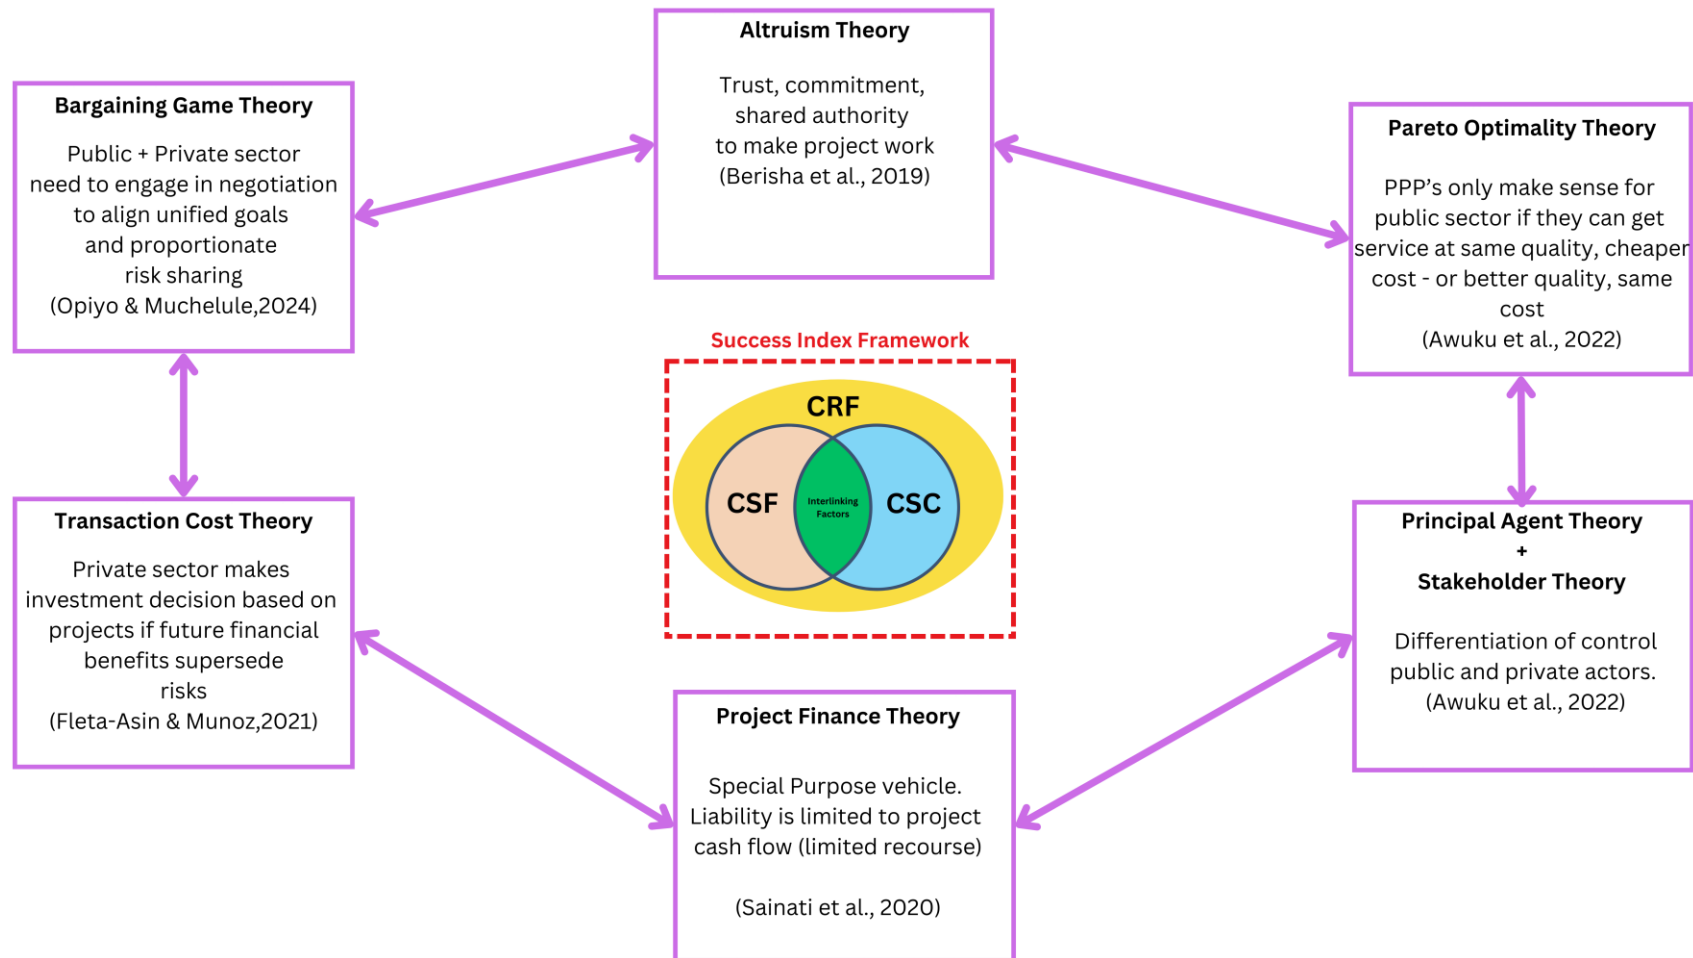 Altruism Theory
Trust, commitment,
shared authority
to make project work
(Berisha et al., 2019)
Bargaining Game Theory
Public + Private sector
need to engage in negotiation
to align unified goals
and proportionate
risk sharing
(Opiyo & Muchelule,2024)
Pareto Optimality Theory
PPP’s only make sense for
public sector if they can get
service at same quality, cheaper
cost - or better quality, same
cost
(Awuku et al., 2022)
Success Index Framework
CRF
CSF
Interlinking
Factors
CSC
Transaction Cost Theory
Private sector makes
investment decision based on
projects if future financial
benefits supersede
risks
(Fleta-Asin & Munoz,2021)
Principal Agent Theory
+
Stakeholder Theory
Differentiation of control
public and private actors.
(Awuku et al., 2022)
Project Finance Theory
Special Purpose vehicle.
Liability is limited to project
cash flow (limited recourse)
(Sainati et al., 2020)